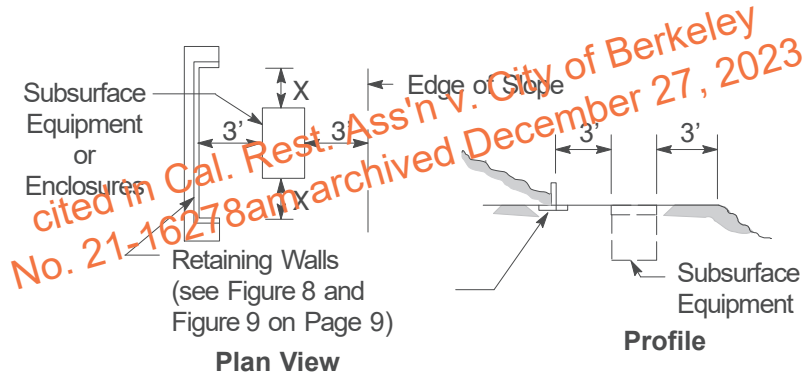 Subsurface
Equipment
or
Enclosures
X
3'
3'
X
Edge of Slope
Retaining Walls
(see Figure 8 and
Figure 9 on Page 9)
Plan View
3'
3'
Subsurface
Equipment
Profile
cited in Cal. Rest. Ass'n v. City of Berkeley
No. 21-16278am archived December 27, 2023